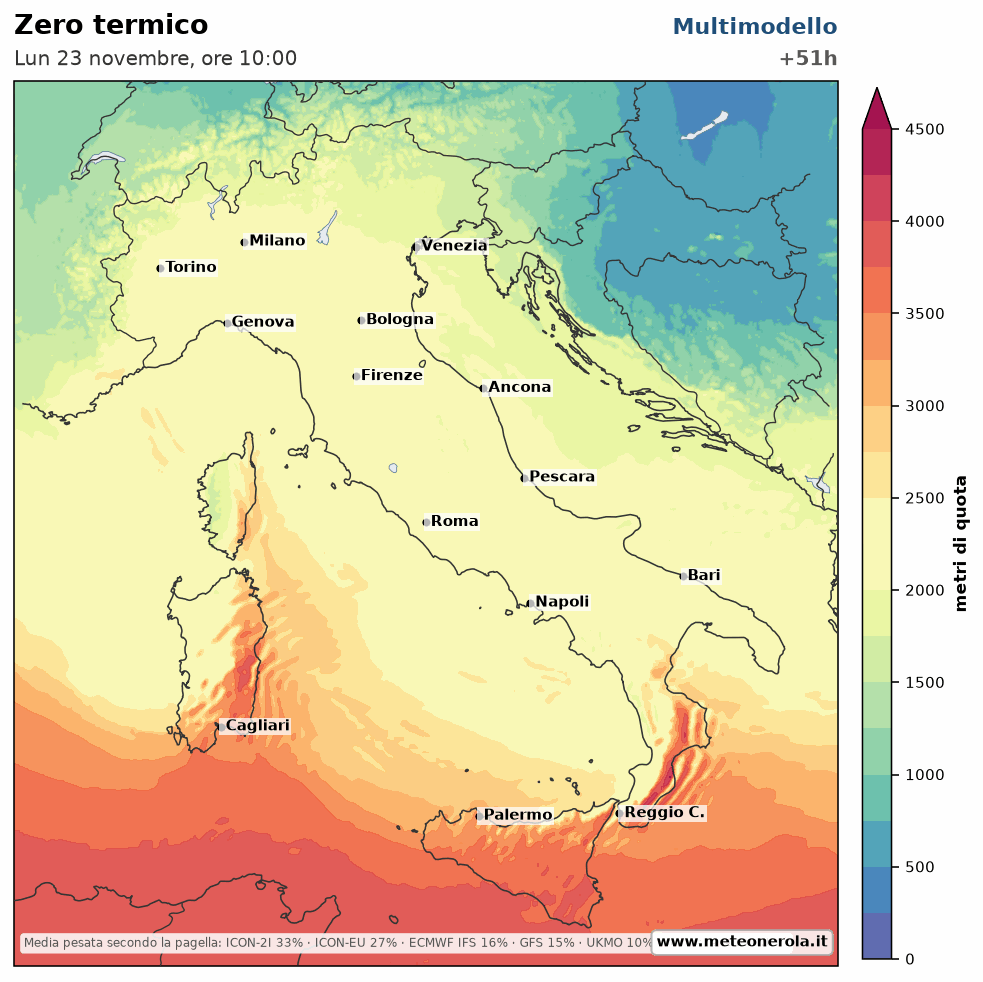 Zero termico
Multimodello
Lun 23 novembre, ore 10:00
+51h
Milano
Venezia
Torino
Genova
Bologna
Firenze
Ancona
Pescara
Roma
Bari
Napoli
Cagliari
Palermo
Reggio C.
4500
4000
3500
3000
2500
2000
1500
1000
500
0
metri di quota
Media pesata secondo la pagella: ICON-2I 33% · ICON-EU 27% · ECMWF IFS 16% · GFS 15% · UKMO 10%
www.meteonerola.it